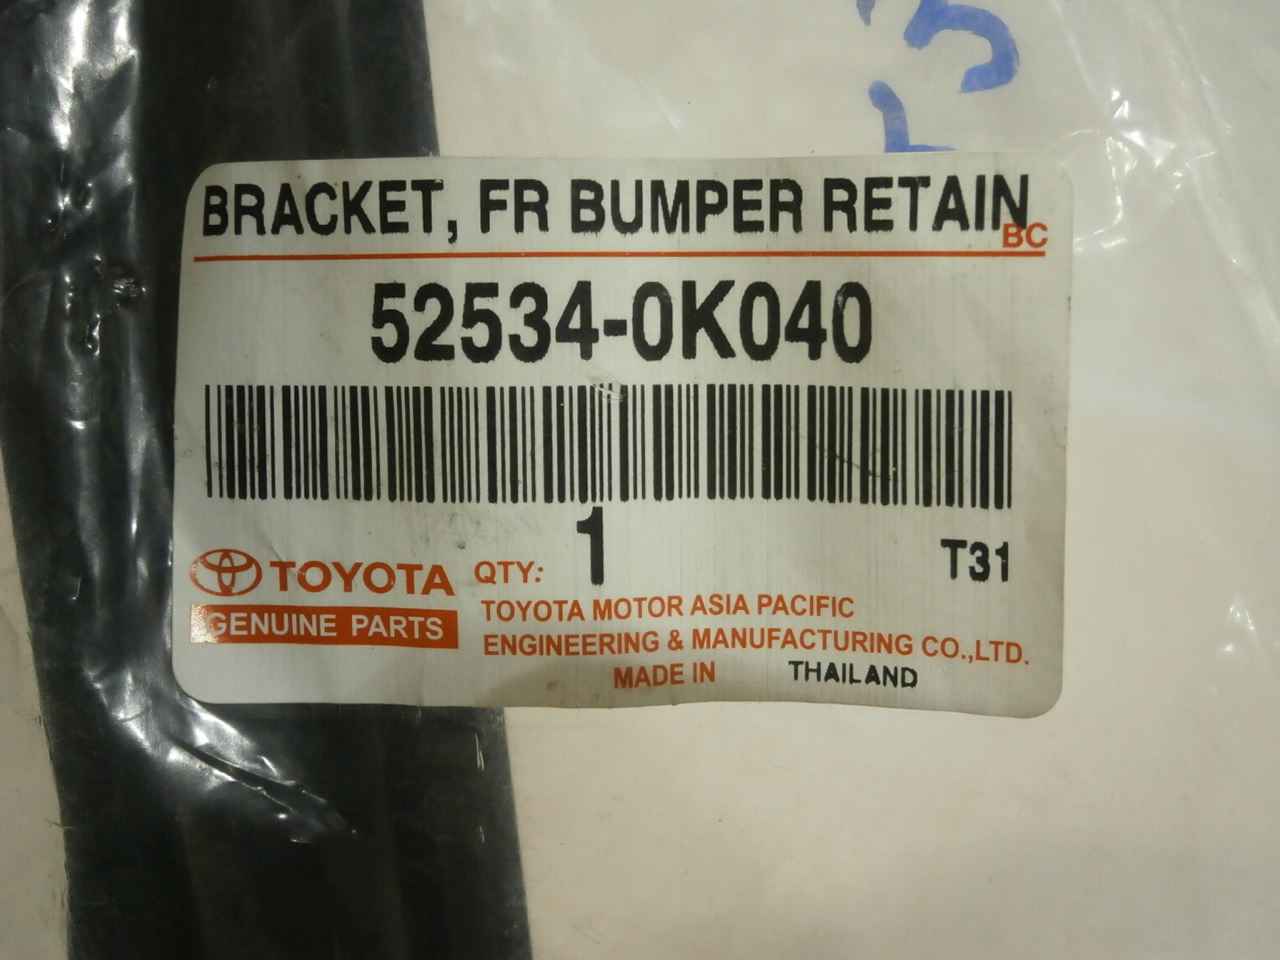 BRACKET, FR BUMPER RETAIN
BC
52534-0K040
1
T31
TOYOTA
QTY:
GENUINE PARTS
TOYOTA MOTOR ASIA PACIFIC
ENGINEERING & MANUFACTURING CO.,LTD.
MADE IN THAILAND